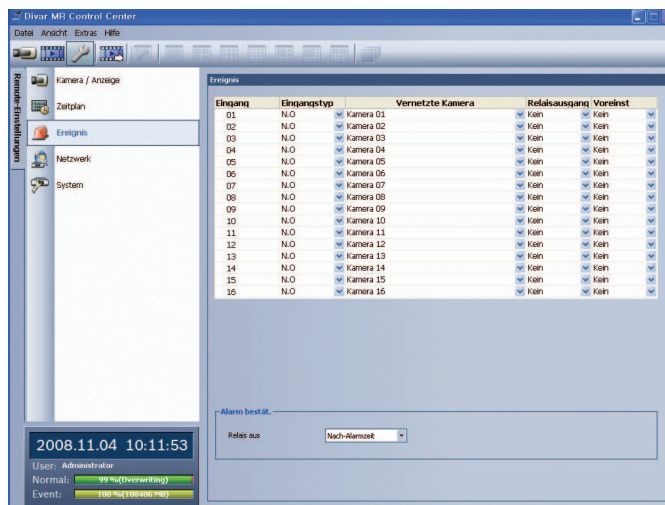 Divar MR Control Center
Datei Ansicht Extras Hilfe
Remote-Einstellungen
Kamera / Anzeige
Zeitplan
Ereignis
Netzwerk
System
Ereignis
Eingang Eingangstyp Vernetzte Kamera Relaisausgang Voreinst
01 N.O Kamera 01 Kein Kein
02 N.O Kamera 02 Kein Kein
03 N.O Kamera 03 Kein Kein
04 N.O Kamera 04 Kein Kein
05 N.O Kamera 05 Kein Kein
06 N.O Kamera 06 Kein Kein
07 N.O Kamera 07 Kein Kein
08 N.O Kamera 08 Kein Kein
09 N.O Kamera 09 Kein Kein
10 N.O Kamera 10 Kein Kein
11 N.O Kamera 11 Kein Kein
12 N.O Kamera 12 Kein Kein
13 N.O Kamera 13 Kein Kein
14 N.O Kamera 14 Kein Kein
15 N.O Kamera 15 Kein Kein
16 N.O Kamera 16 Kein Kein
Alarm bestät.
Relais aus Nach-Alarmzeit
2008.11.04 10:11:53
User: Administrator
Normal: 99 %(Overwriting)
Event: 100 %(108406 MB)